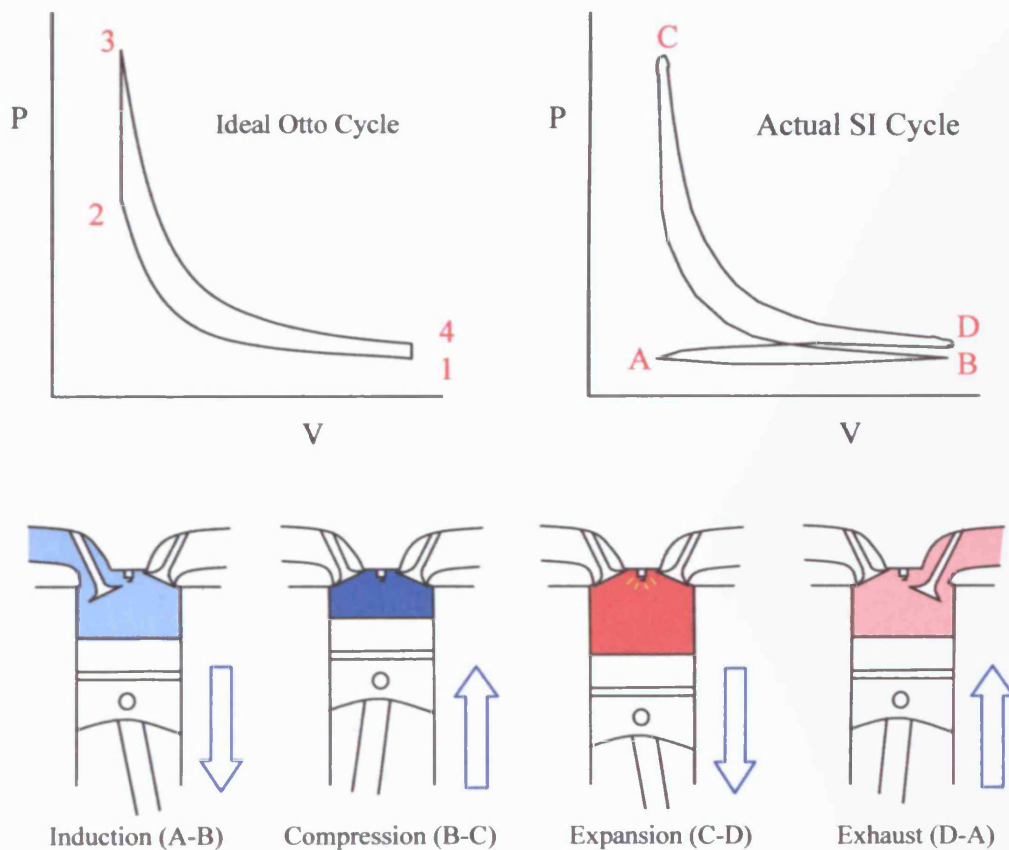 3
P
Ideal Otto Cycle
2
4
1
V
C
P
Actual SI Cycle
D
A
B
V
Induction (A-B)
Compression (B-C)
Expansion (C-D)
Exhaust (D-A)